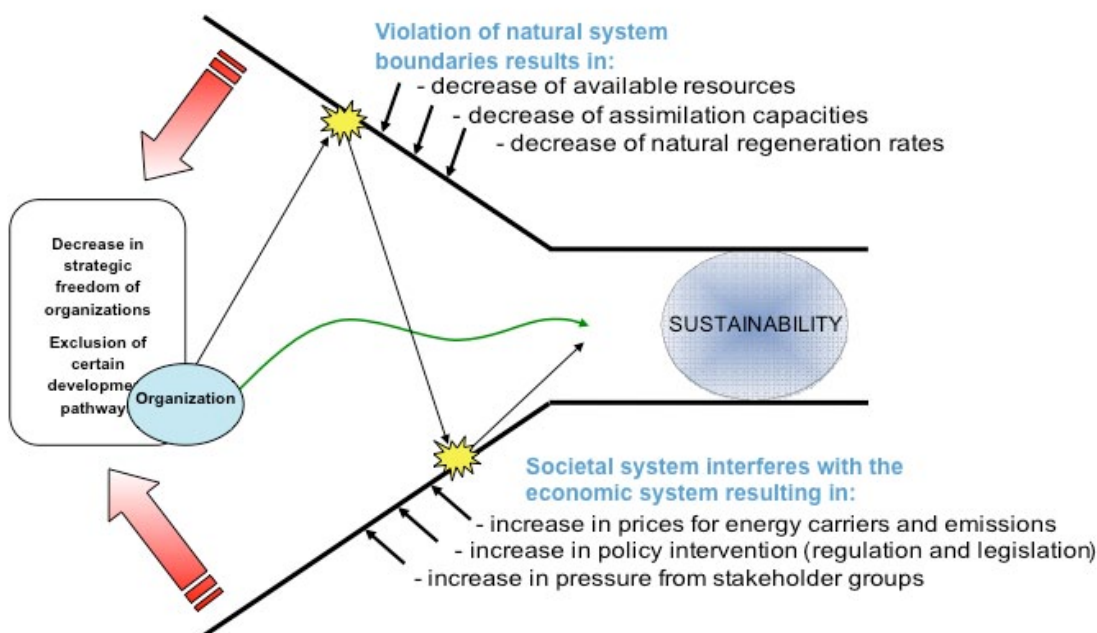 Violation of natural system
boundaries results in:
- decrease of available resources
- decrease of assimilation capacities
- decrease of natural regeneration rates
Decrease in
strategic
freedom of
organizations
Exclusion of
certain
developmen
pathway
Organization
SUSTAINABILITY
Societal system interferes with the
economic system resulting in:
- increase in prices for energy carriers and emissions
- increase in policy intervention (regulation and legislation)
- increase in pressure from stakeholder groups